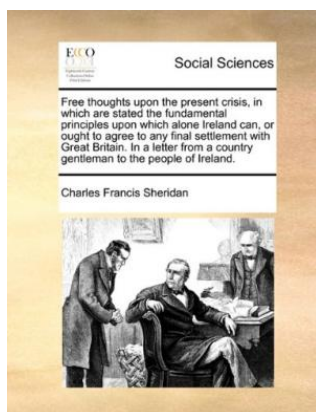 ECCO
Social Sciences
Free thoughts upon the present crisis, in
which are stated the fundamental
principles upon which alone Ireland can, or
ought to agree to any final settlement with
Great Britain. In a letter from a country
gentleman to the people of Ireland.
Charles Francis Sheridan